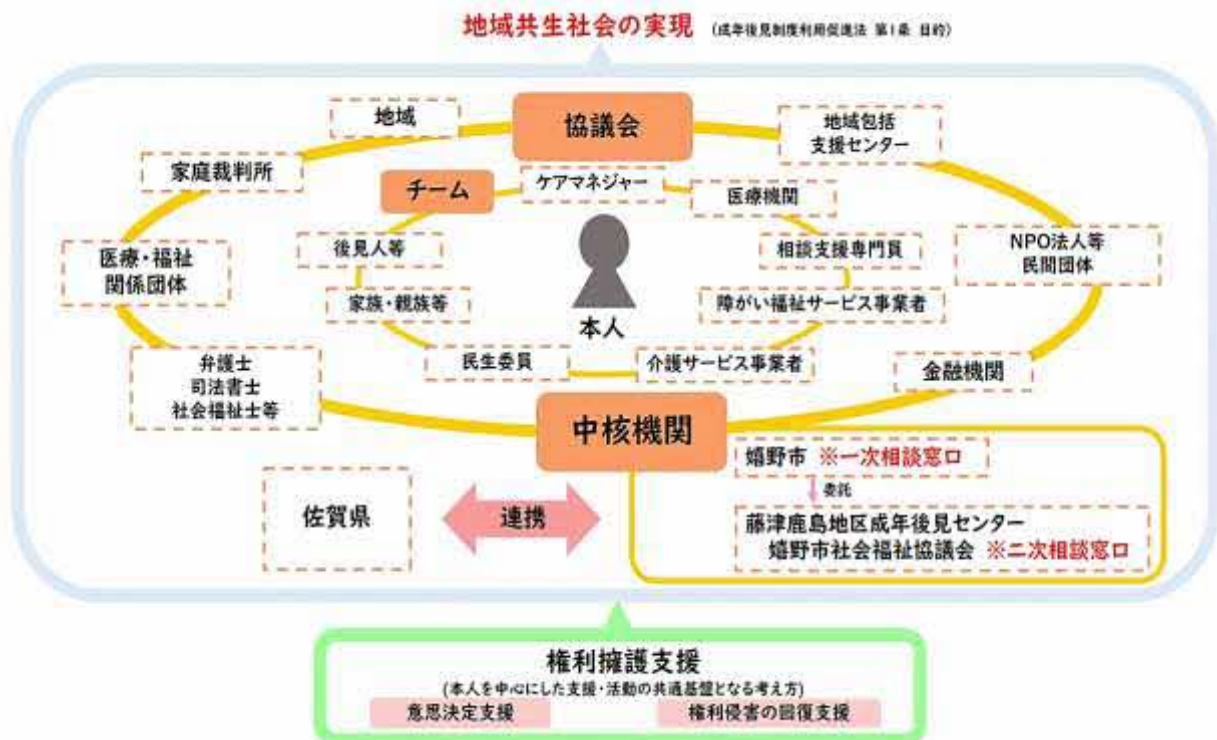 地域共生社会の実現 (成年後見制度利用促進法 第1条 目的)
協議会
地域
地域包括
支援センター
家庭裁判所
チーム
ケアマネジャー
医療機関
医療・福祉
関係団体
後見人等
相談支援専門員
NPO法人等
民間団体
家族・親族等
障がい福祉サービス事業者
本人
民生委員
介護サービス事業者
弁護士
司法書士
社会福祉士等
金融機関
中核機関
嬉野市 ※一次相談窓口
委託
佐賀県
連携
藤津鹿島地区成年後見センター
嬉野市社会福祉協議会 ※二次相談窓口
権利擁護支援
(本人を中心にした支援・活動の共通基盤となる考え方)
意思決定支援
権利侵害の回復支援